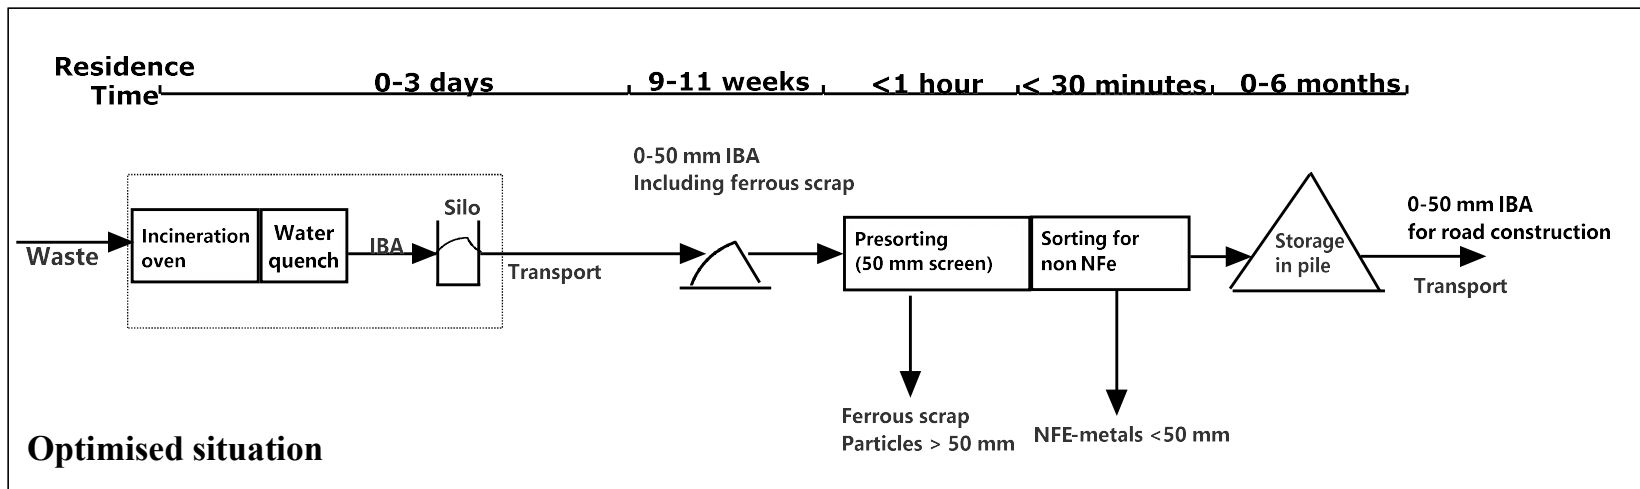 Residence
Time
0-3 days
9-11 weeks
<1 hour
< 30 minutes
0-6 months
0-50 mm IBA
Including ferrous scrap
Waste
Incineration
oven
Water
quench
IBA
Silo
Transport
Presorting
(50 mm screen)
Sorting for
non NFe
Storage
in pile
0-50 mm IBA
for road construction
Transport
Ferrous scrap
Particles > 50 mm
NFE-metals <50 mm
Optimised situation